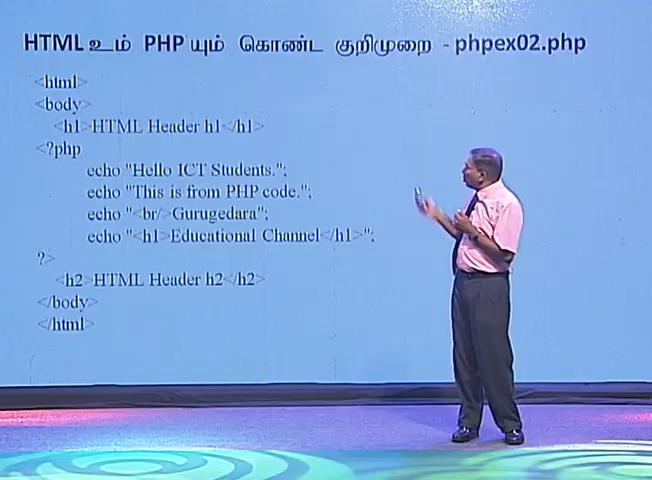 HTML உம் PHP யும் கொண்ட குறிமுறை - phpex02.php
<html>
<body>
<h1>HTML Header h1</h1>
<?php
echo "Hello ICT Students.";
echo "This is from PHP code.";
echo "<br/>Gurugedara";
echo "<h1>Educational Channel</h1>";
?>
<h2>HTML Header h2</h2>
</body>
</html>